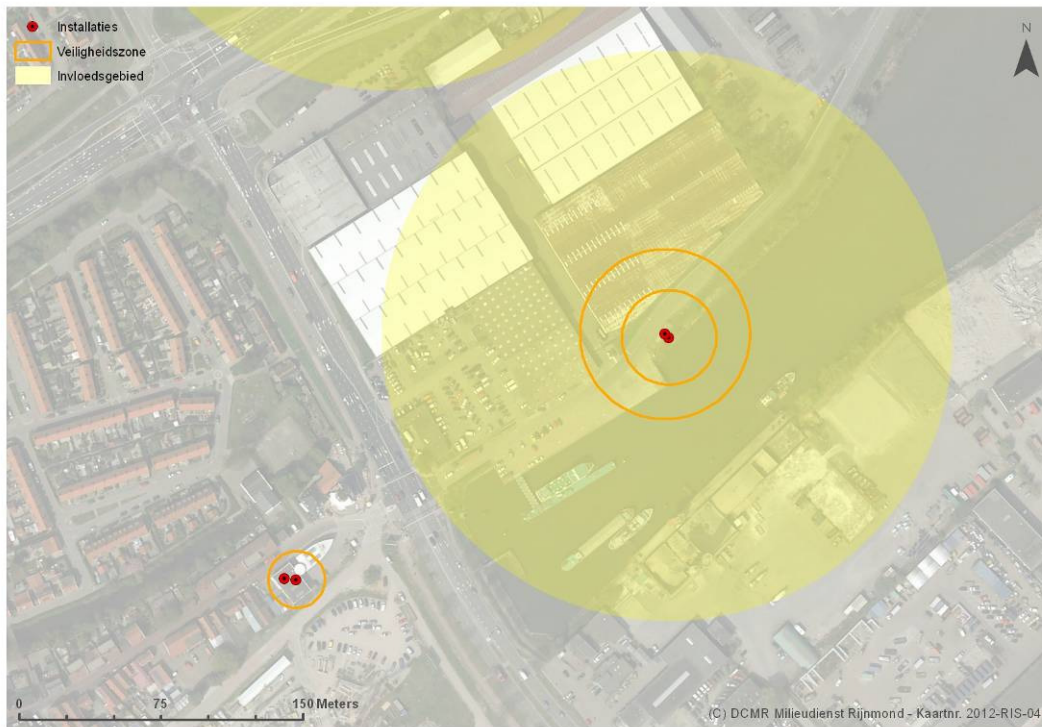 Installaties
Veiligheidszone
Invloedsgebied
N
0 75 150 Meters
(C) DCMR Milieudienst Rijnmond - Kaartnr. 2012-RIS-04